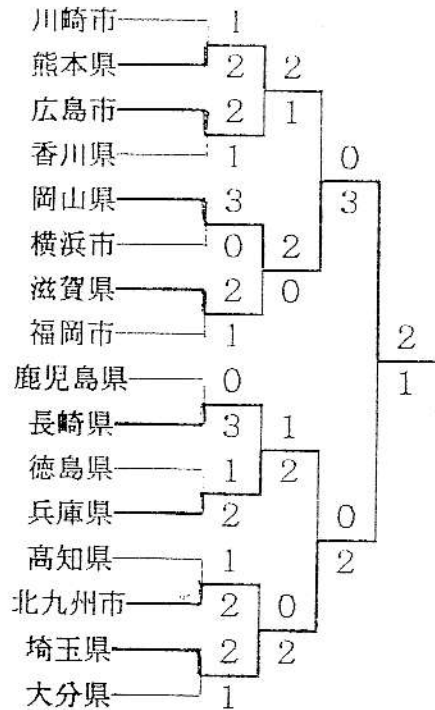 川崎市 1
熊本県 2 2
広島市 2 1
香川県 1 0
岡山県 3 3
横浜市 0 2
滋賀県 2 0
福岡市 1 2
鹿児島県 0 1
長崎県 3 1
徳島県 1 2
兵庫県 2 0
高知県 1 2
北九州市 2 0
埼玉県 2 2
大分県 1